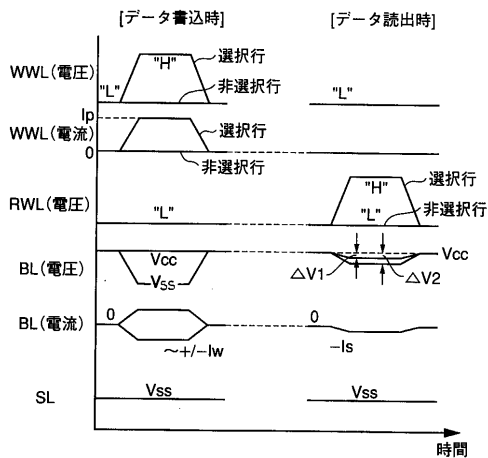 [データ書込時] [データ読出時]
WWL(電圧) "L" "H" 選択行 非選択行 "L"
Ip
WWL(電流) 選択行
0 非選択行
RWL(電圧) "L" "H" 選択行 "L" 非選択行
BL(電圧) Vcc Vss △V1 △V2 Vcc
BL(電流) 0 ～+/-Iw 0 -Is
SL Vss Vss
時間